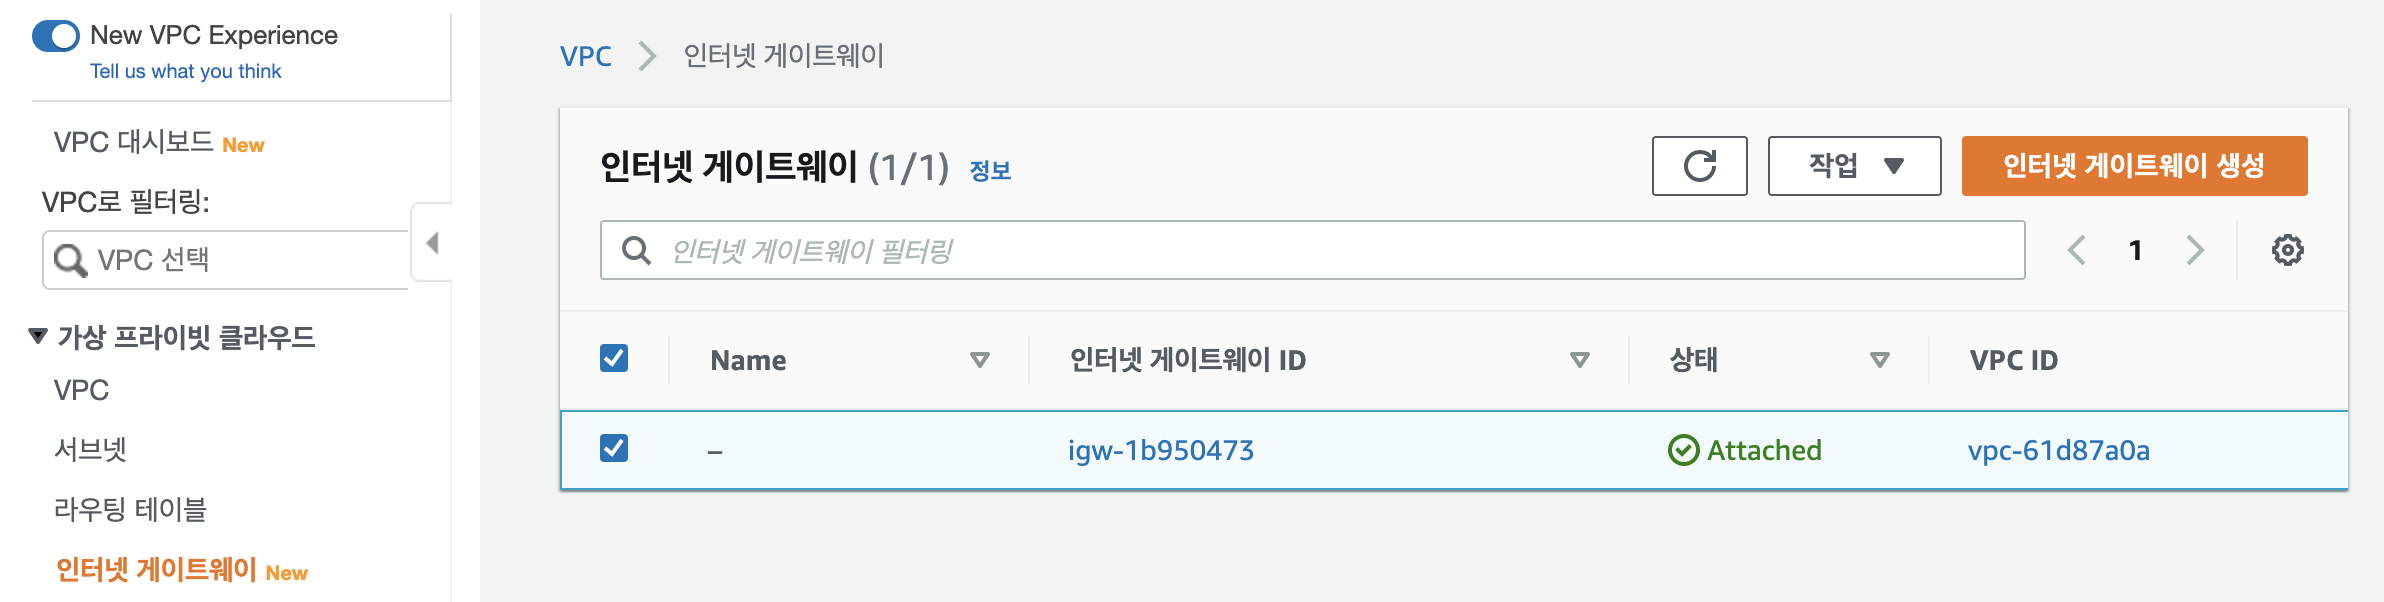 New VPC Experience
Tell us what you think
VPC 대시보드 New
VPC로 필터링:
VPC 선택
가상 프라이빗 클라우드
VPC
서브넷
라우팅 테이블
인터넷 게이트웨이 New
VPC 인터넷 게이트웨이
인터넷 게이트웨이 (1/1) 정보
작업
인터넷 게이트웨이 생성
인터넷 게이트웨이 필터링
1
Name 인터넷 게이트웨이 ID 상태 VPC ID
– igw-1b950473 Attached vpc-61d87a0a